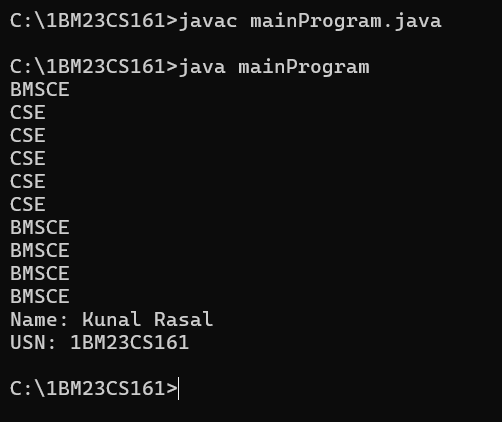 C:\1BM23CS161>javac mainProgram.java
C:\1BM23CS161>java mainProgram
BMSCE
CSE
CSE
CSE
CSE
CSE
BMSCE
BMSCE
BMSCE
BMSCE
Name: Kunal Rasal
USN: 1BM23CS161
C:\1BM23CS161>